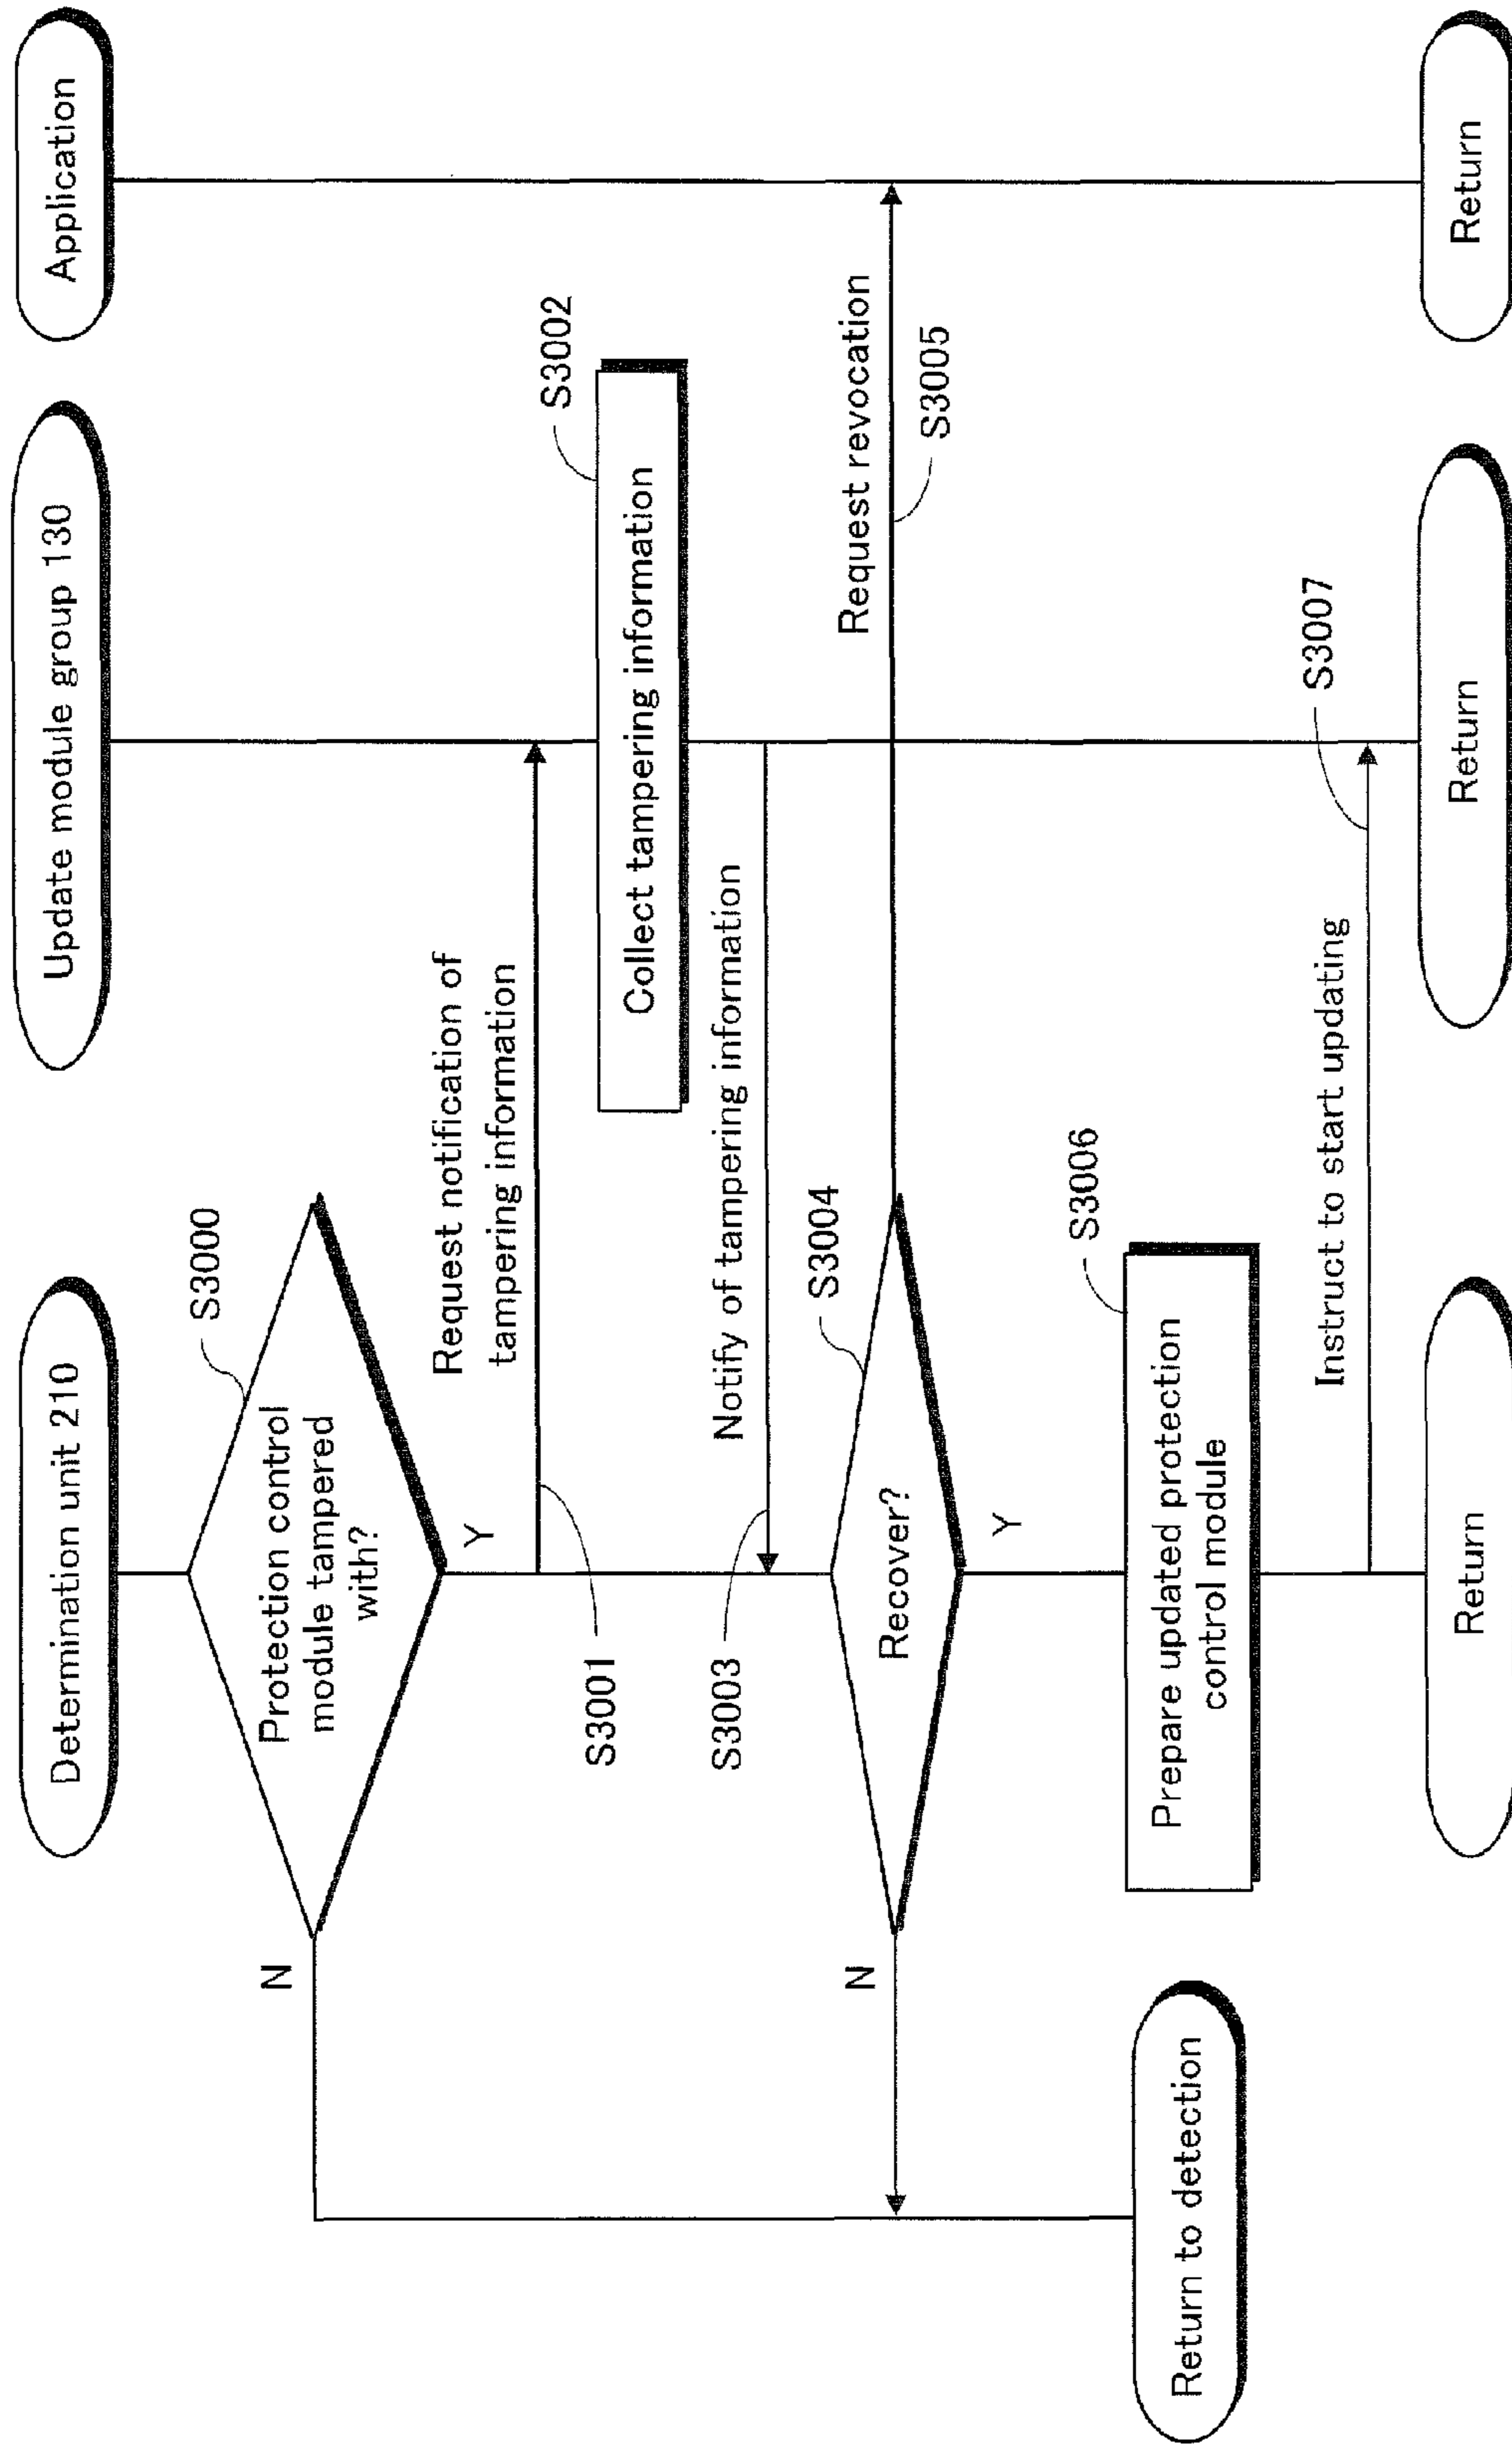 Determination unit 210
Update module group 130
Application
S3000
Protection control
module tampered
with?
N
Y
Request notification of
tampering information
S3001
S3002
Collect tampering information
Notify of tampering information
S3003
S3004
Recover?
N
Y
Request revocation
S3005
S3006
Prepare updated protection
control module
Return to detection
Instruct to start updating
S3007
Return
Return
Return